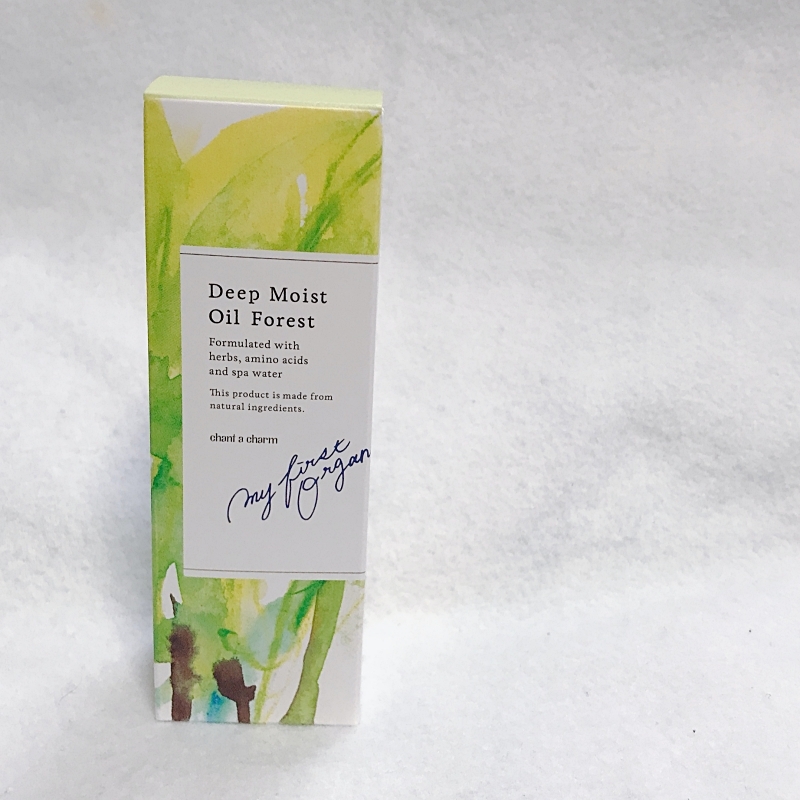 Deep Moist
Oil Forest
Formulated with
herbs, amino acids
and spa water
This product is made from
natural ingredients.
chant a charm
my first
Organ